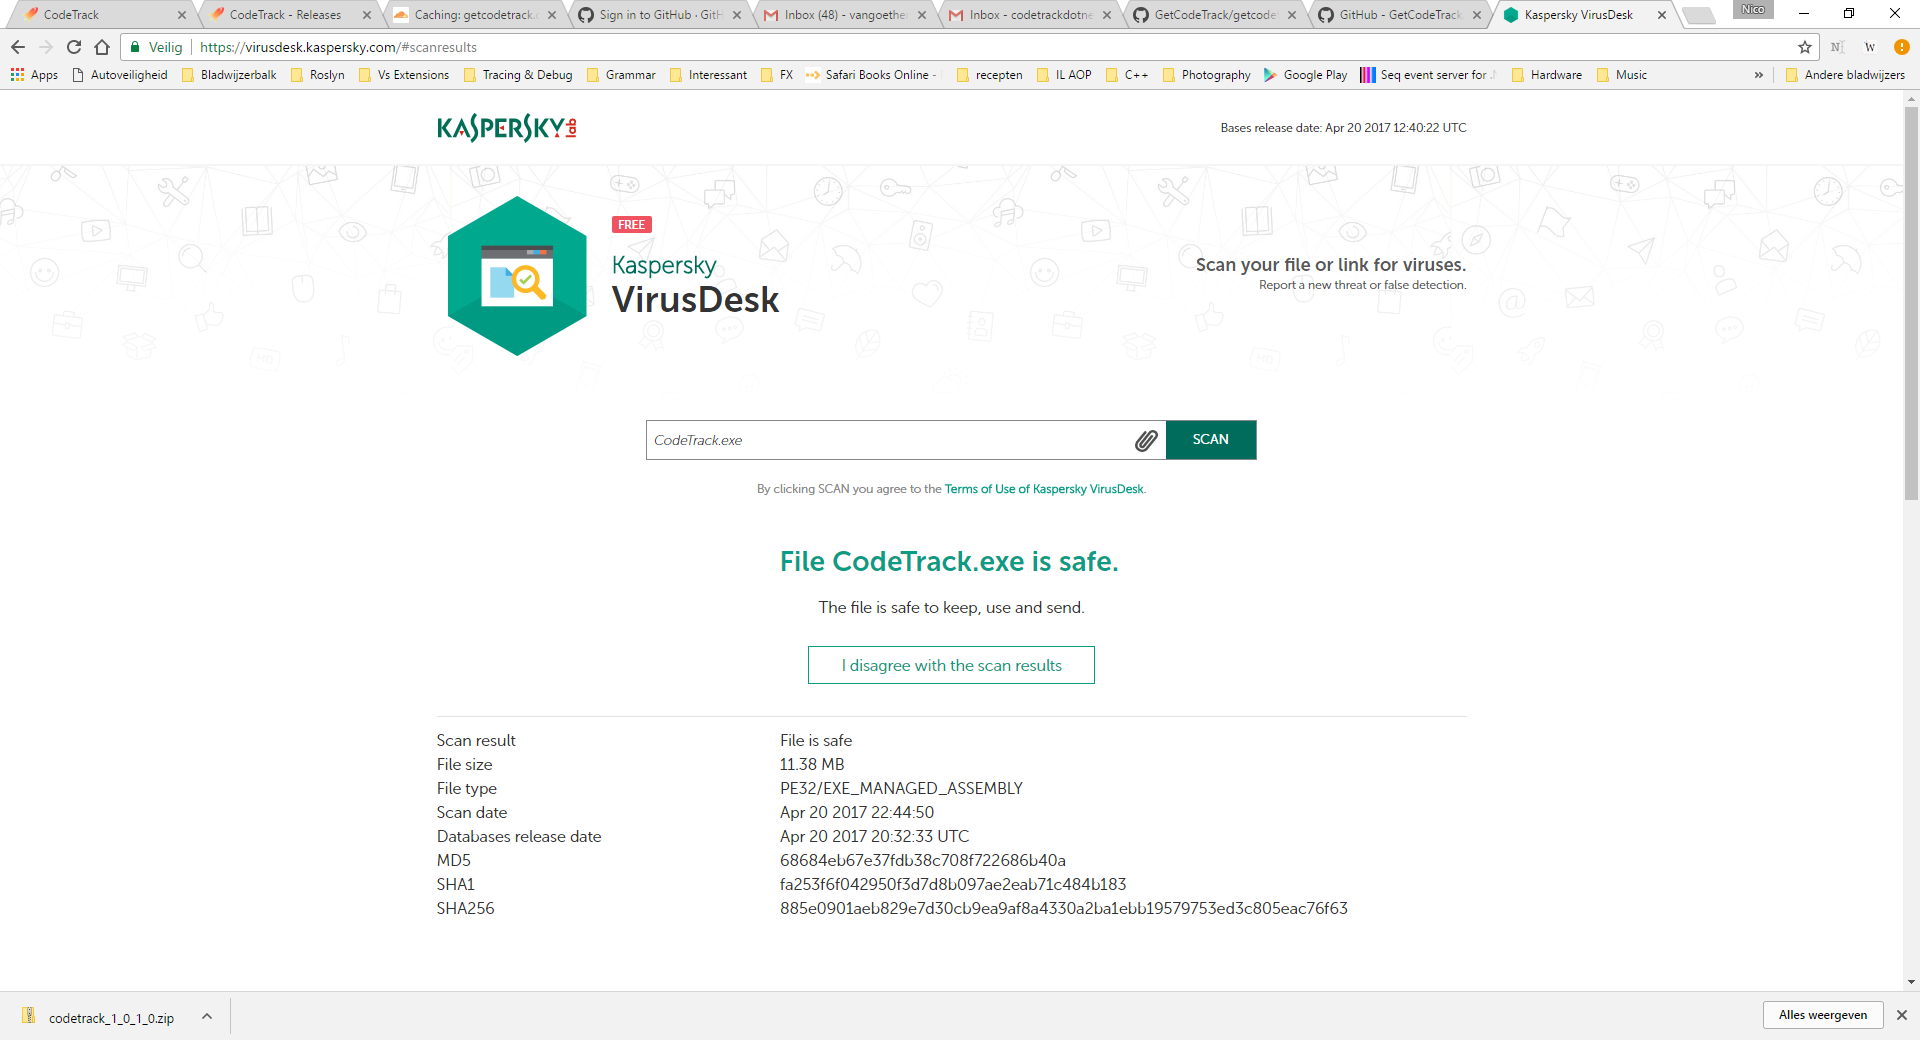 CodeTrack
CodeTrack - Releases
Caching: getcodetrack.
Sign in to GitHub · GitH
Inbox (48) - vangoethe
Inbox - codetrackdotne
GetCodeTrack/getcode
GitHub - GetCodeTrack
Kaspersky VirusDesk
Nico
Veilig
https://virusdesk.kaspersky.com/#scanresults
Apps
Autoveiligheid
Bladwijzerbalk
Roslyn
Vs Extensions
Tracing & Debug
Grammar
Interessant
FX
Safari Books Online -
recepten
IL AOP
C++
Photography
Google Play
Seq event server for .
Hardware
Music
»
Andere bladwijzers
KASPERSKY lab
Bases release date: Apr 20 2017 12:40:22 UTC
FREE
Kaspersky
VirusDesk
Scan your file or link for viruses.
Report a new threat or false detection.
CodeTrack.exe
SCAN
By clicking SCAN you agree to the Terms of Use of Kaspersky VirusDesk.
File CodeTrack.exe is safe.
The file is safe to keep, use and send.
I disagree with the scan results
Scan result File is safe
File size 11.38 MB
File type PE32/EXE_MANAGED_ASSEMBLY
Scan date Apr 20 2017 22:44:50
Databases release date Apr 20 2017 20:32:33 UTC
MD5 68684eb67e37fdb38c708f722686b40a
SHA1 fa253f6f042950f3d7d8b097ae2eab71c484b183
SHA256 885e0901aeb829e7d30cb9ea9af8a4330a2ba1ebb19579753ed3c805eac76f63
codetrack_1_0_1_0.zip
Alles weergeven